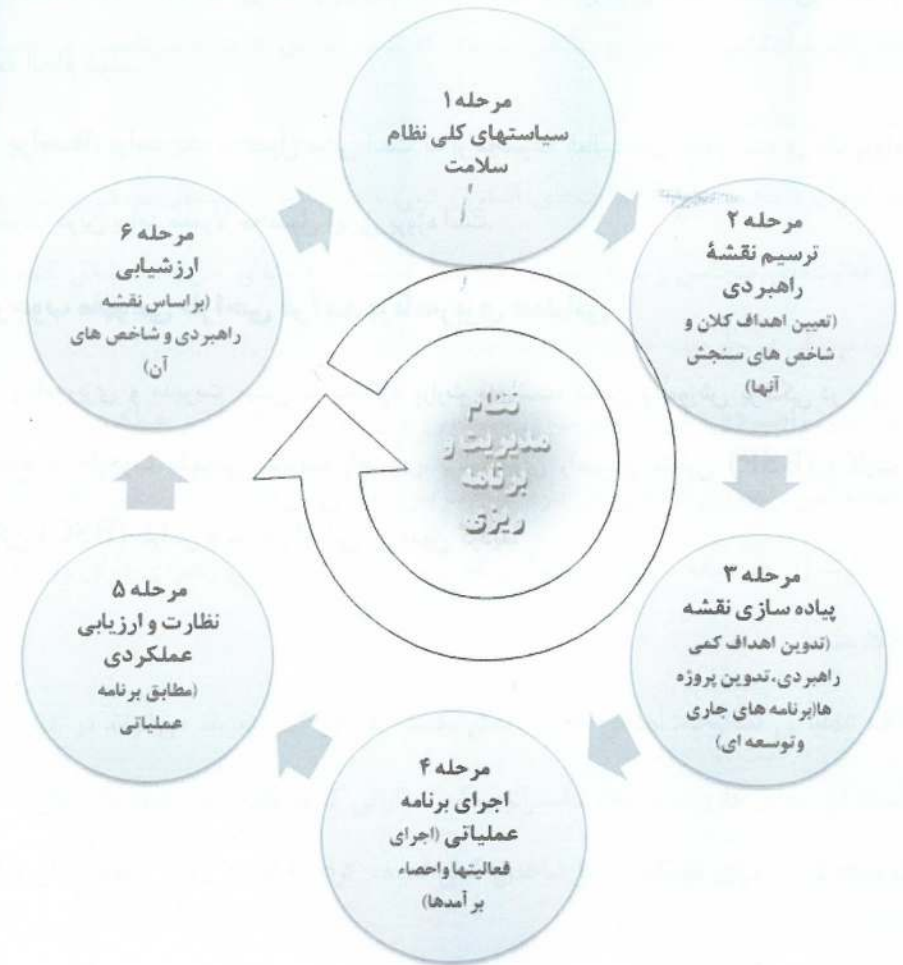 مرحله ۱
سیاستهای کلی نظام
سلامت
مرحله ۲
ترسیم نقشۀ
راهبردی
(تعیین اهداف کلان و
شاخص های سنجش
آنها)
مرحله ۳
پیاده سازی نقشه
(تدوین اهداف کمی
راهبردی، تدوین پروژه
ها(برنامه های جاری
وتوسعه ای)
مرحله ۴
اجرای برنامه
عملیاتی (اجرای
فعالیتها واحصاء
بر آمدها)
مرحله ۵
نظارت و ارزیابی
عملکردی
(مطابق برنامه
عملیاتی)
مرحله ۶
ارزشیابی
(براساس نقشه
راهبردی و شاخص های
آن)
نظام
مدیریت و
برنامه
ریزی